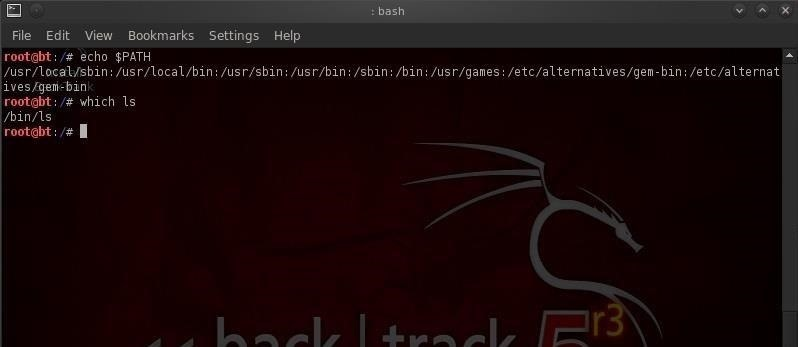 : bash
File Edit View Bookmarks Settings Help
root@bt:/# echo $PATH
/usr/local/sbin:/usr/local/bin:/usr/sbin:/usr/bin:/sbin:/bin:/usr/games:/etc/alternatives/gem-bin:/etc/alternat
ives/gem-bin
root@bt:/# which ls
/bin/ls
root@bt:/#
<< back | track 5 r3